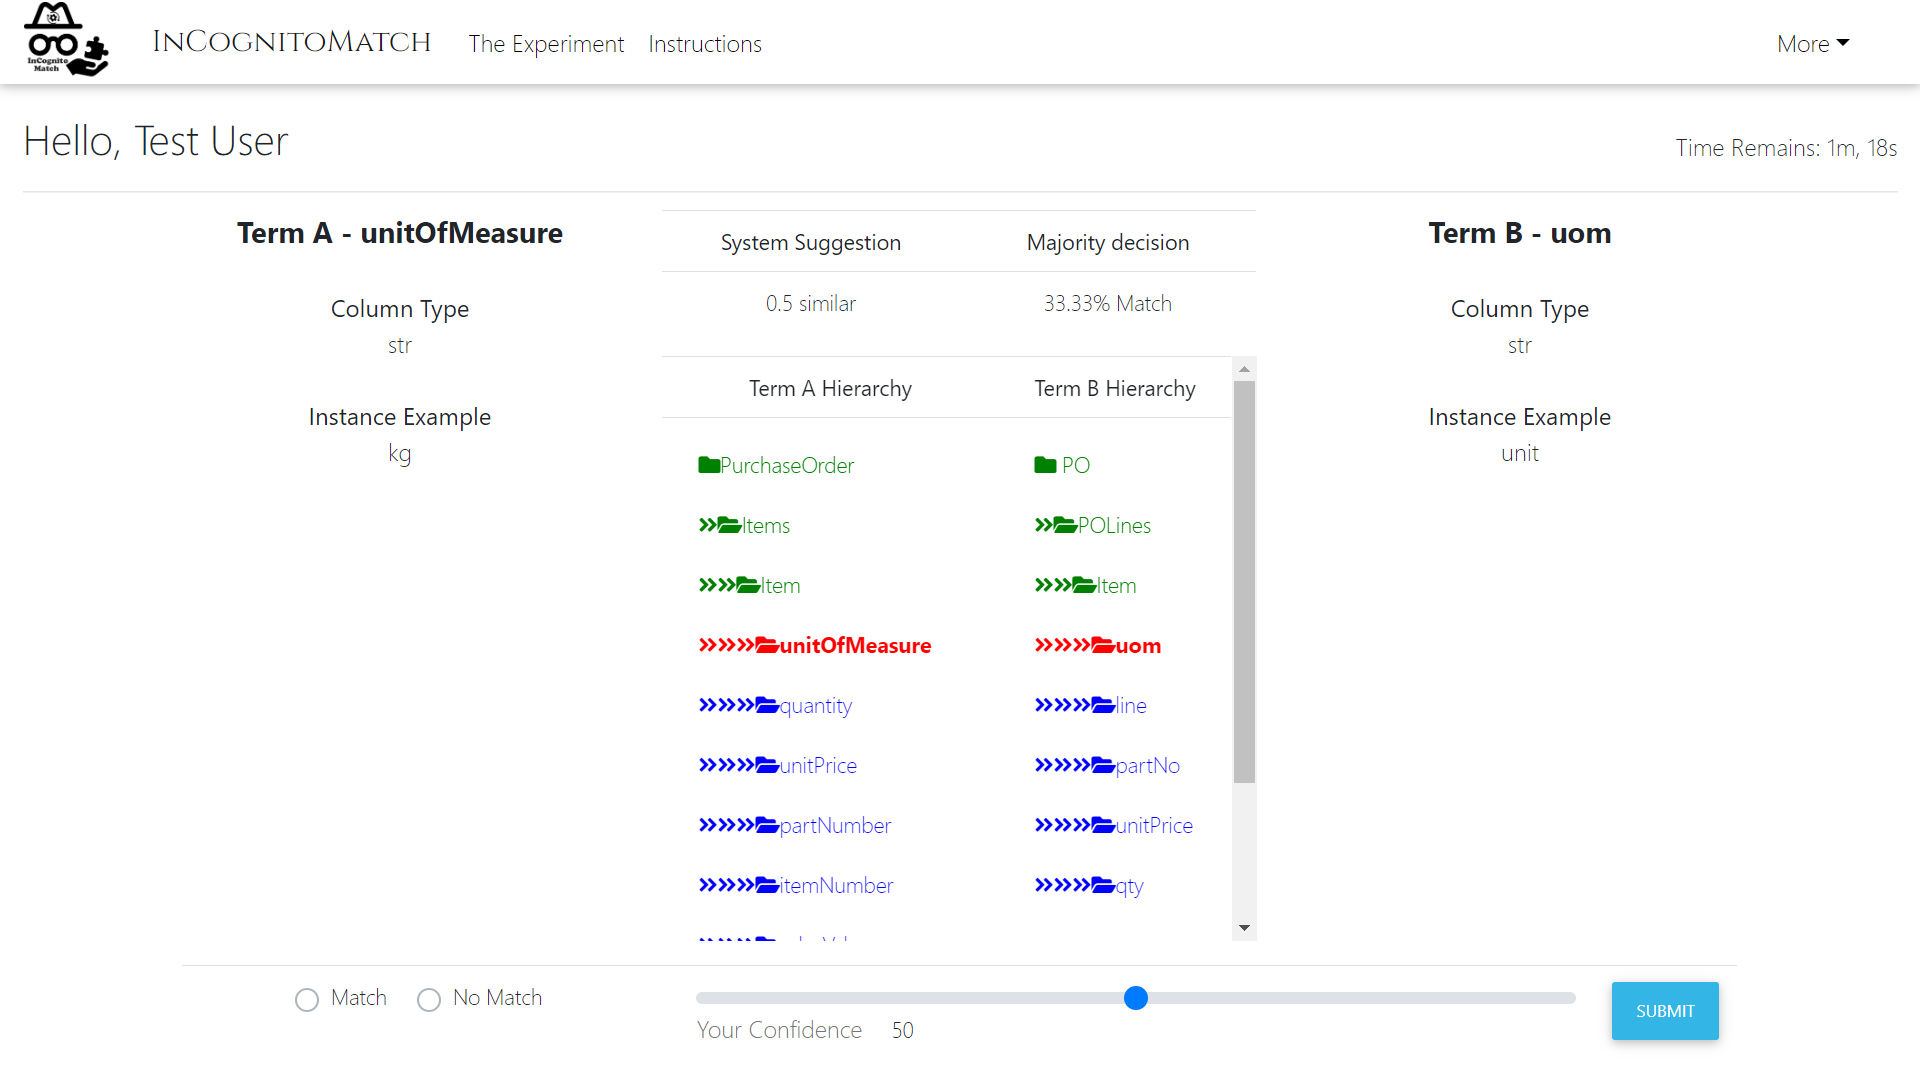 InCognito
Match
InCognitoMatch
The Experiment
Instructions
More
Hello, Test User
Time Remains: 1m, 18s
Term A - unitOfMeasure
Column Type
str
Instance Example
kg
System Suggestion
Majority decision
0.5 similar
33.33% Match
Term A Hierarchy
Term B Hierarchy
PurchaseOrder
PO
Items
POLines
Item
Item
unitOfMeasure
uom
quantity
line
unitPrice
partNo
partNumber
unitPrice
itemNumber
qty
Term B - uom
Column Type
str
Instance Example
unit
Match
No Match
Your Confidence
50
SUBMIT